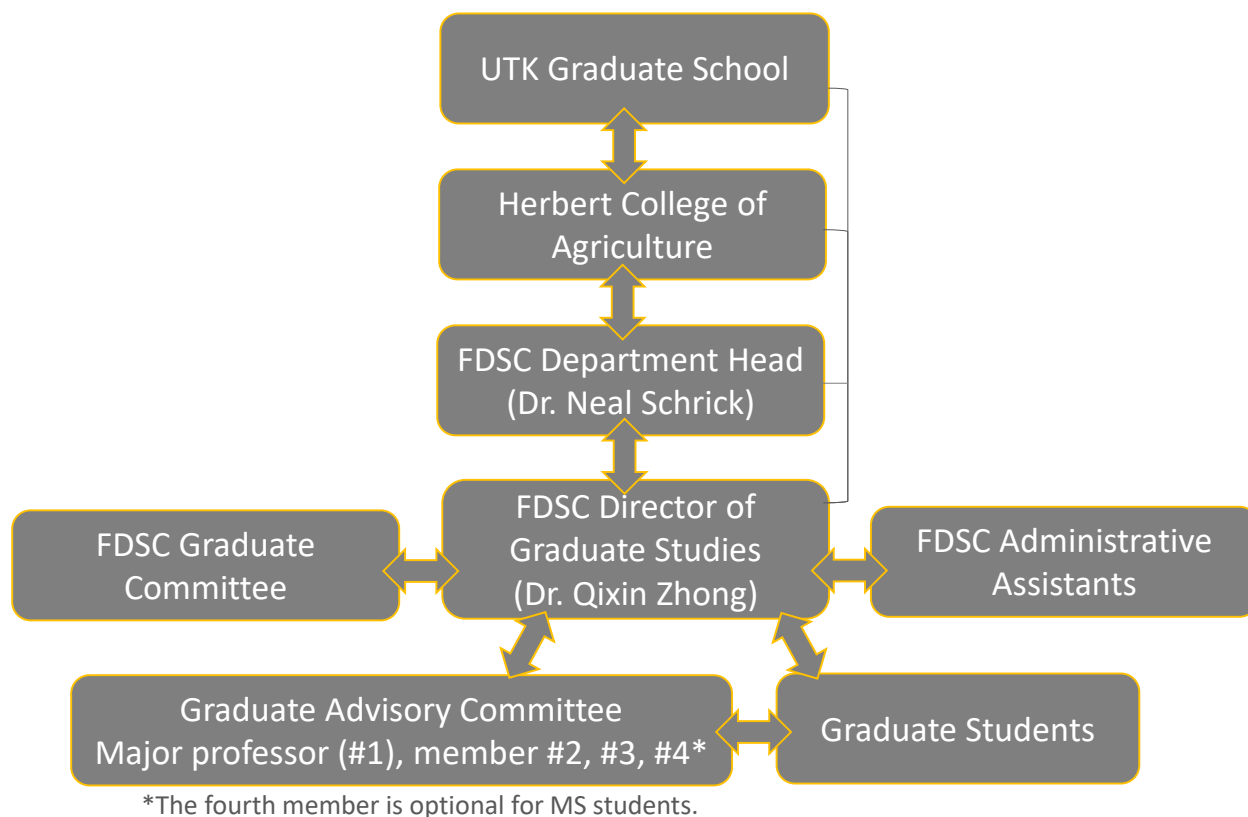 UTK Graduate School
Herbert College of
Agriculture
FDSC Department Head
(Dr. Neal Schrick)
FDSC Graduate
Committee
FDSC Director of
Graduate Studies
(Dr. Qixin Zhong)
FDSC Administrative
Assistants
Graduate Advisory Committee
Major professor (#1), member #2, #3, #4*
Graduate Students
*The fourth member is optional for MS students.